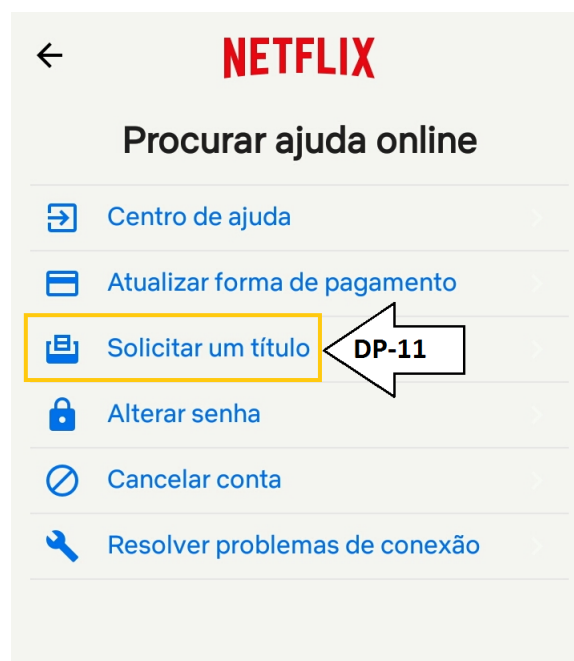 NETFLIX
Procurar ajuda online
Centro de ajuda
Atualizar forma de pagamento
Solicitar um título
DP-11
Alterar senha
Cancelar conta
Resolver problemas de conexão